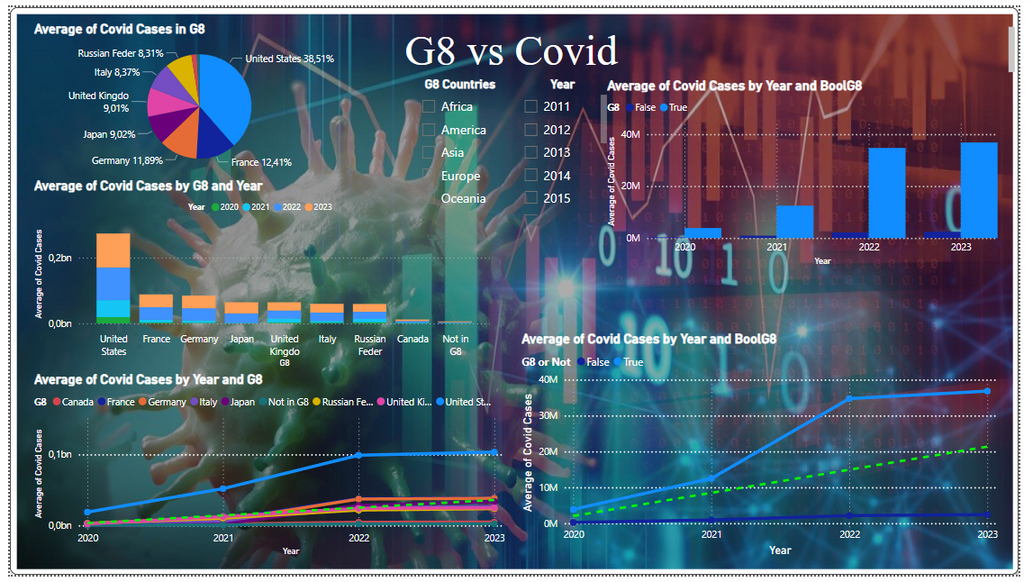 Average of Covid Cases in G8
G8 vs Covid
Russian Feder 8,31%
United States 38,51%
Italy 8,37%
United Kingdo
9,01%
Japan 9,02%
Germany 11,89%
France 12,41%
G8 Countries
Africa
America
Asia
Europe
Oceania
Year
2011
2012
2013
2014
2015
Average of Covid Cases by Year and BoolG8
G8 False True
Average of Covid Cases
40M
20M
0M
2020 2021 2022 2023
Year
Average of Covid Cases by G8 and Year
Year 2020 2021 2022 2023
Average of Covid Cases
0,2bn
0,0bn
United
States
France
Germany
Japan
United
Kingdo
Italy
Russian
Feder
Canada
Not in
G8
G8
Average of Covid Cases by Year and BoolG8
G8 or Not False True
Average of Covid Cases
40M
30M
20M
10M
0M
2020 2021 2022 2023
Year
Average of Covid Cases by Year and G8
G8 Canada France Germany Italy Japan Not in G8 Russian Fe... United Ki... United St...
Average of Covid Cases
0,1bn
0,0bn
2020 2021 2022 2023
Year
0
10
1
0
0
10
1
0